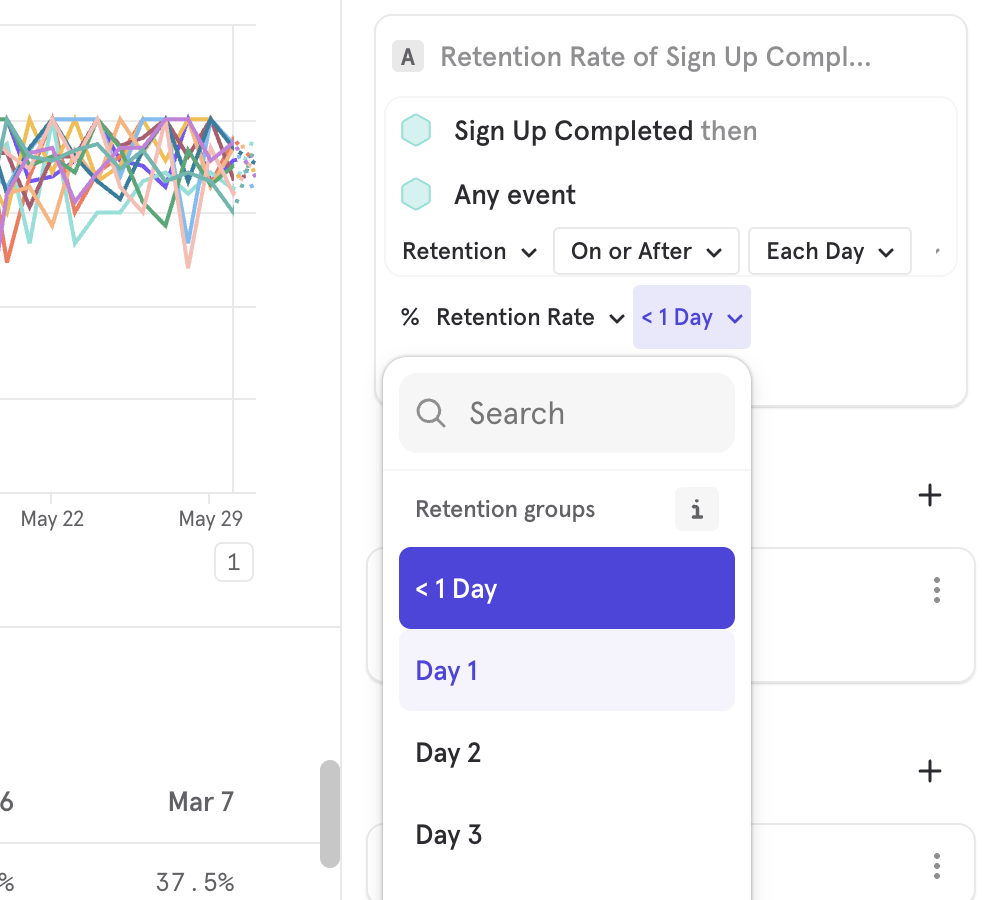 A Retention Rate of Sign Up Compl...
Sign Up Completed then
Any event
Retention On or After Each Day
% Retention Rate < 1 Day
Search
Retention groups i
< 1 Day
Day 1
Day 2
Day 3
May 22 May 29
1
6 Mar 7
% 37.5%